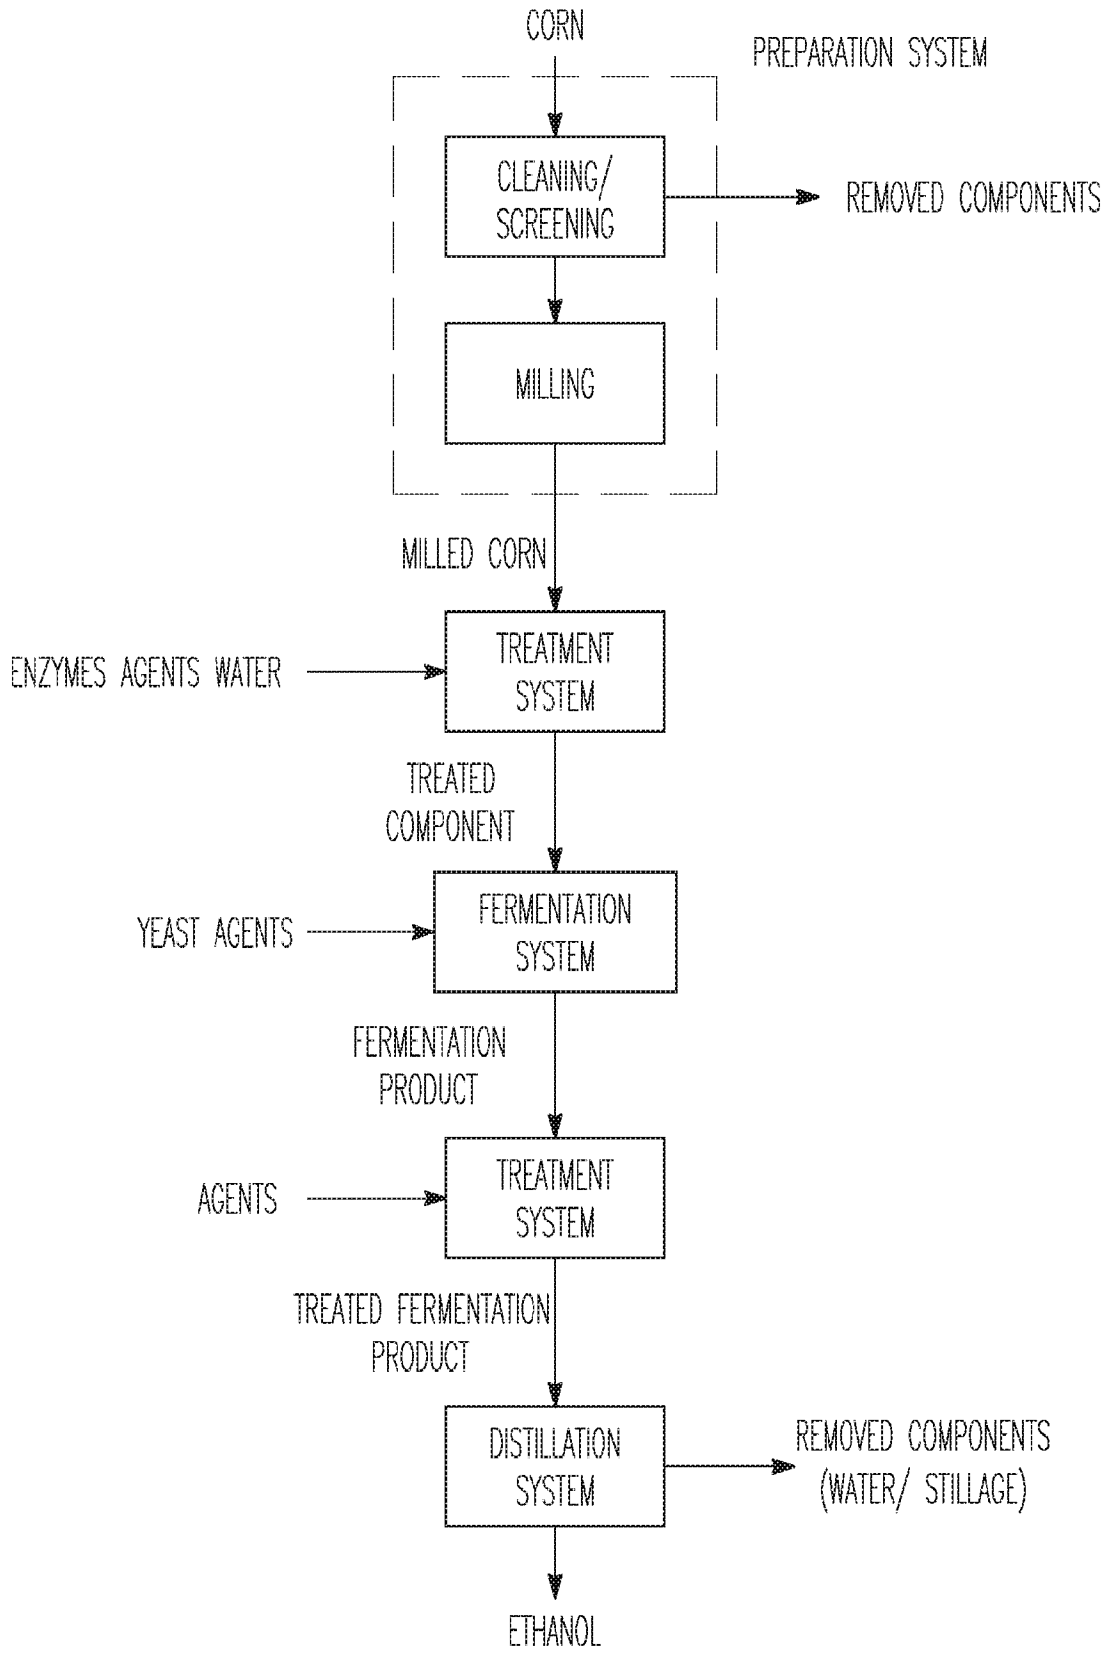 CORN
PREPARATION SYSTEM
CLEANING/
SCREENING
REMOVED COMPONENTS
MILLING
MILLED CORN
TREATMENT
SYSTEM
ENZYMES AGENTS WATER
TREATED
COMPONENT
FERMENTATION
SYSTEM
YEAST AGENTS
FERMENTATION
PRODUCT
TREATMENT
SYSTEM
AGENTS
TREATED FERMENTATION
PRODUCT
DISTILLATION
SYSTEM
REMOVED COMPONENTS
(WATER/ STILLAGE)
ETHANOL